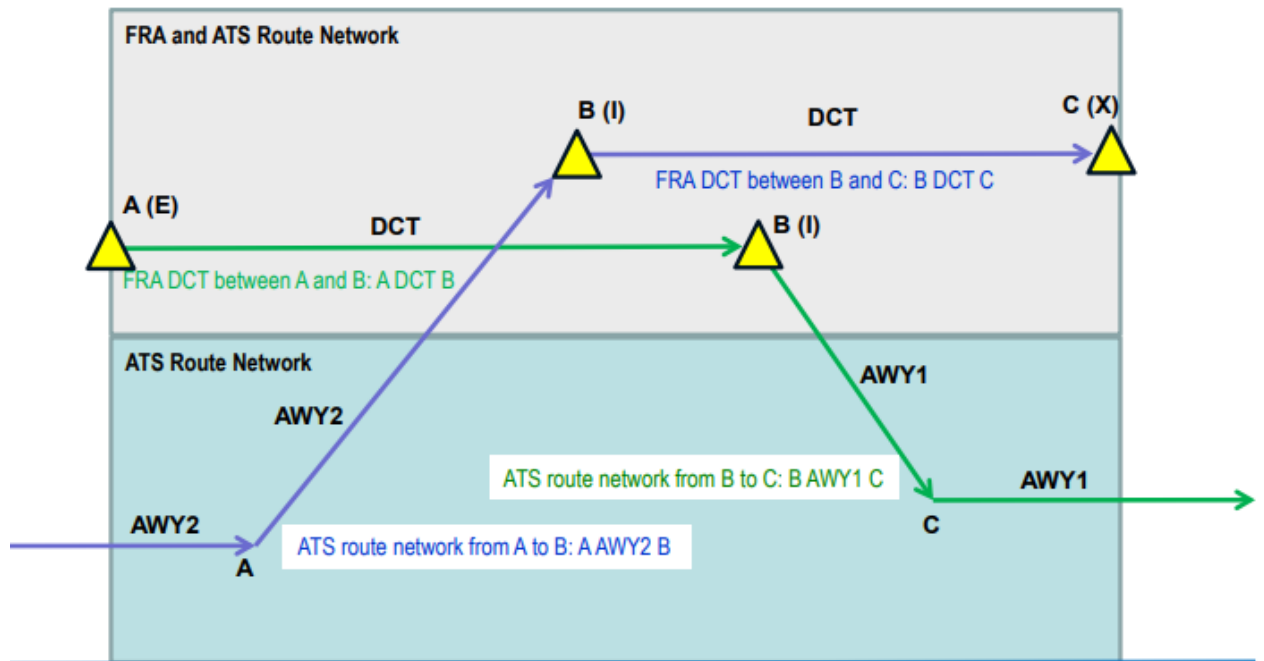 FRA and ATS Route Network
B (I)
C (X)
DCT
FRA DCT between B and C: B DCT C
A (E)
DCT
B (I)
FRA DCT between A and B: A DCT B
ATS Route Network
AWY1
AWY2
ATS route network from B to C: B AWY1 C
AWY1
AWY2
C
ATS route network from A to B: A AWY2 B
A